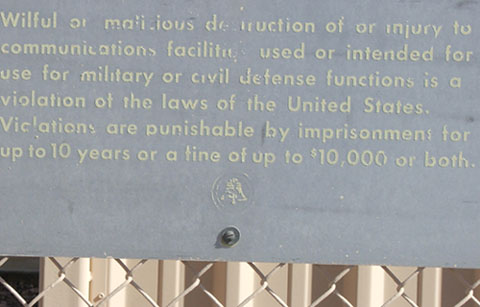 Wilful or malicious destruction of or injury to
communications facilities used or intended for
use for military or civil defense functions is a
violation of the laws of the United States.
Violations are punishable by imprisonment for
up to 10 years or a fine of up to $10,000 or both.